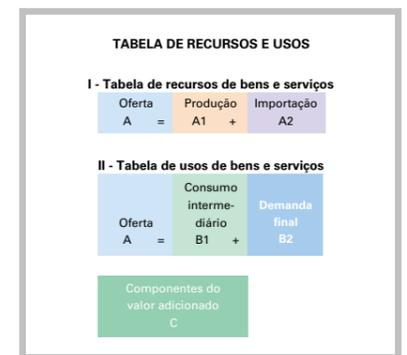 TABELA DE RECURSOS E USOS
I - Tabela de recursos de bens e serviços
Oferta Produção Importação
A = A1 + A2
II - Tabela de usos de bens e serviços
Consumo
interme- Demanda
Oferta diário final
A = B1 + B2
Componentes do
valor adicionado
C